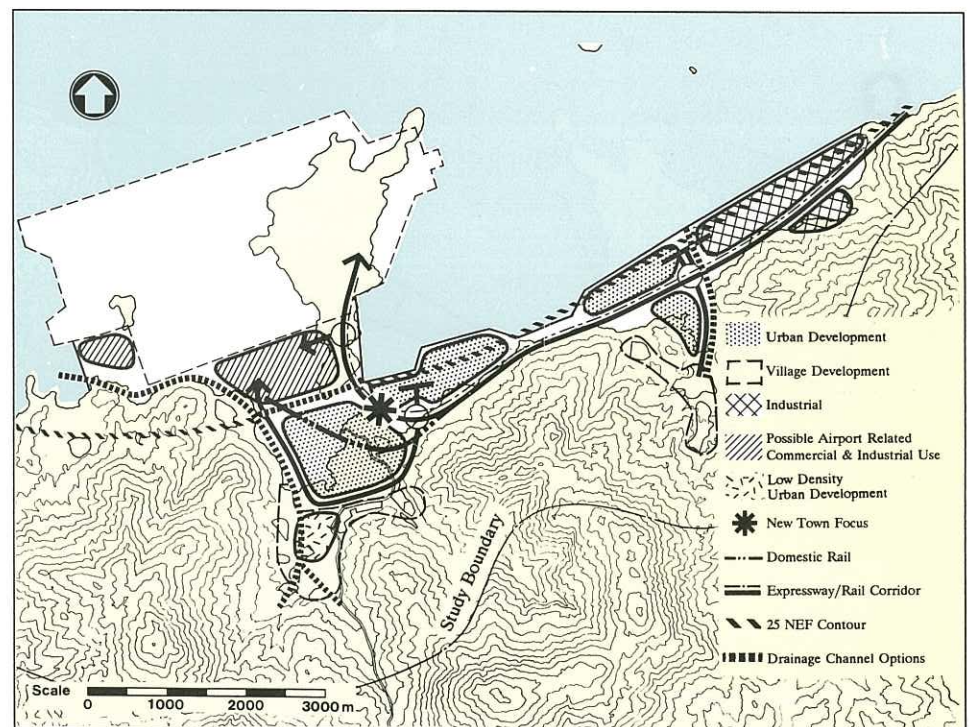 Urban Development
Village Development
Industrial
Possible Airport Related
Commercial & Industrial Use
Low Density
Urban Development
New Town Focus
Domestic Rail
Expressway/Rail Corridor
25 NEF Contour
Drainage Channel Options
Study Boundary
Scale
0 1000 2000 3000 m